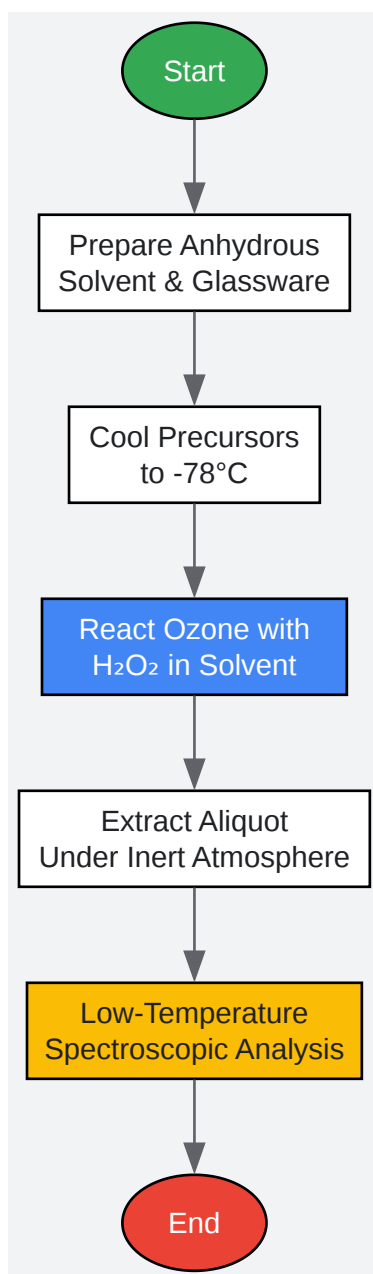 Start
Prepare Anhydrous
Solvent & Glassware
Cool Precursors
to -78°C
React Ozone with
H₂O₂ in Solvent
Extract Aliquot
Under Inert Atmosphere
Low-Temperature
Spectroscopic Analysis
End